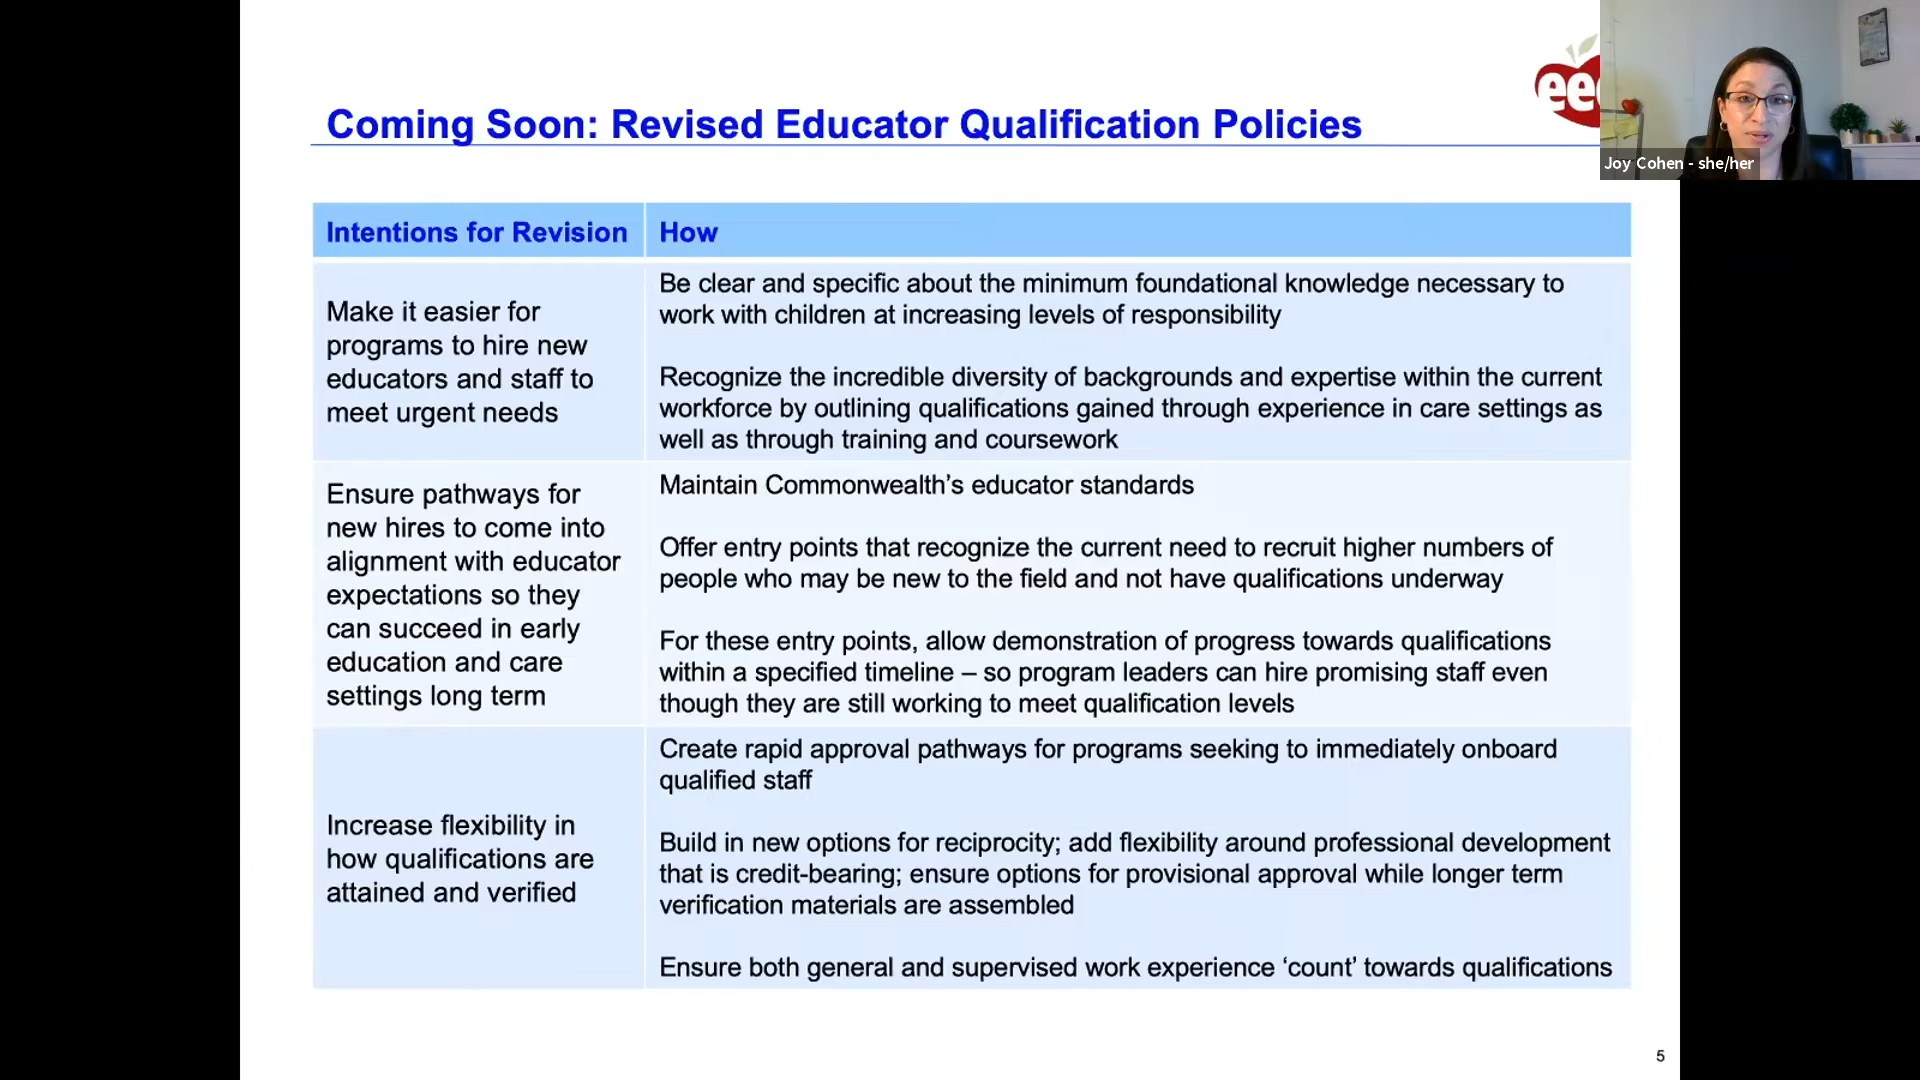 Coming Soon: Revised Educator Qualification Policies
ee
Joy Cohen - she/her
Intentions for Revision
How
Make it easier for
programs to hire new
educators and staff to
meet urgent needs
Be clear and specific about the minimum foundational knowledge necessary to
work with children at increasing levels of responsibility
Recognize the incredible diversity of backgrounds and expertise within the current
workforce by outlining qualifications gained through experience in care settings as
well as through training and coursework
Ensure pathways for
new hires to come into
alignment with educator
expectations so they
can succeed in early
education and care
settings long term
Maintain Commonwealth’s educator standards
Offer entry points that recognize the current need to recruit higher numbers of
people who may be new to the field and not have qualifications underway
For these entry points, allow demonstration of progress towards qualifications
within a specified timeline – so program leaders can hire promising staff even
though they are still working to meet qualification levels
Increase flexibility in
how qualifications are
attained and verified
Create rapid approval pathways for programs seeking to immediately onboard
qualified staff
Build in new options for reciprocity; add flexibility around professional development
that is credit-bearing; ensure options for provisional approval while longer term
verification materials are assembled
Ensure both general and supervised work experience ‘count’ towards qualifications
5